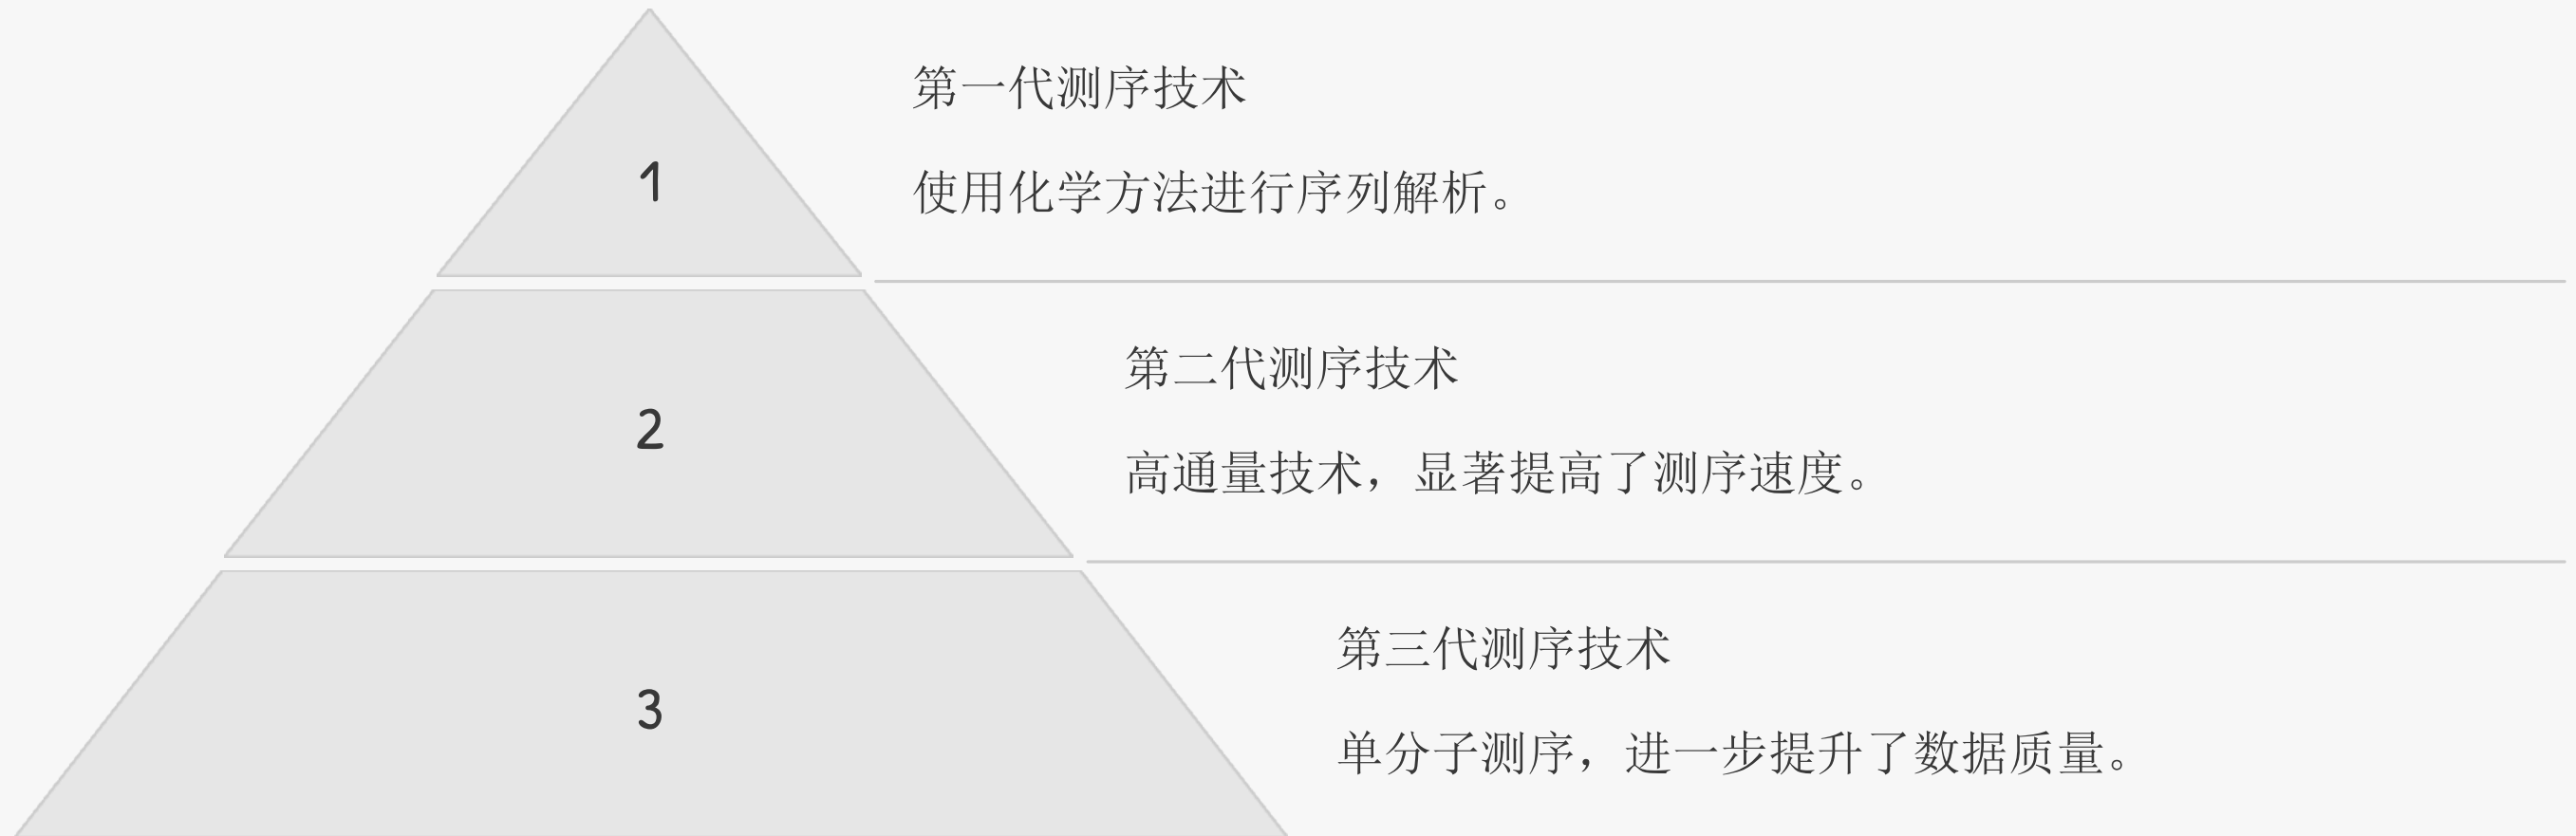 第一代测序技术
1
使用化学方法进行序列解析。
第二代测序技术
2
高通量技术，显著提高了测序速度。
第三代测序技术
3
单分子测序，进一步提升了数据质量。